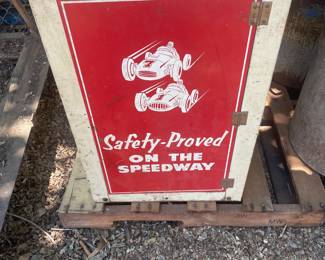 Safety-Proved
ON THE
SPEEDWAY